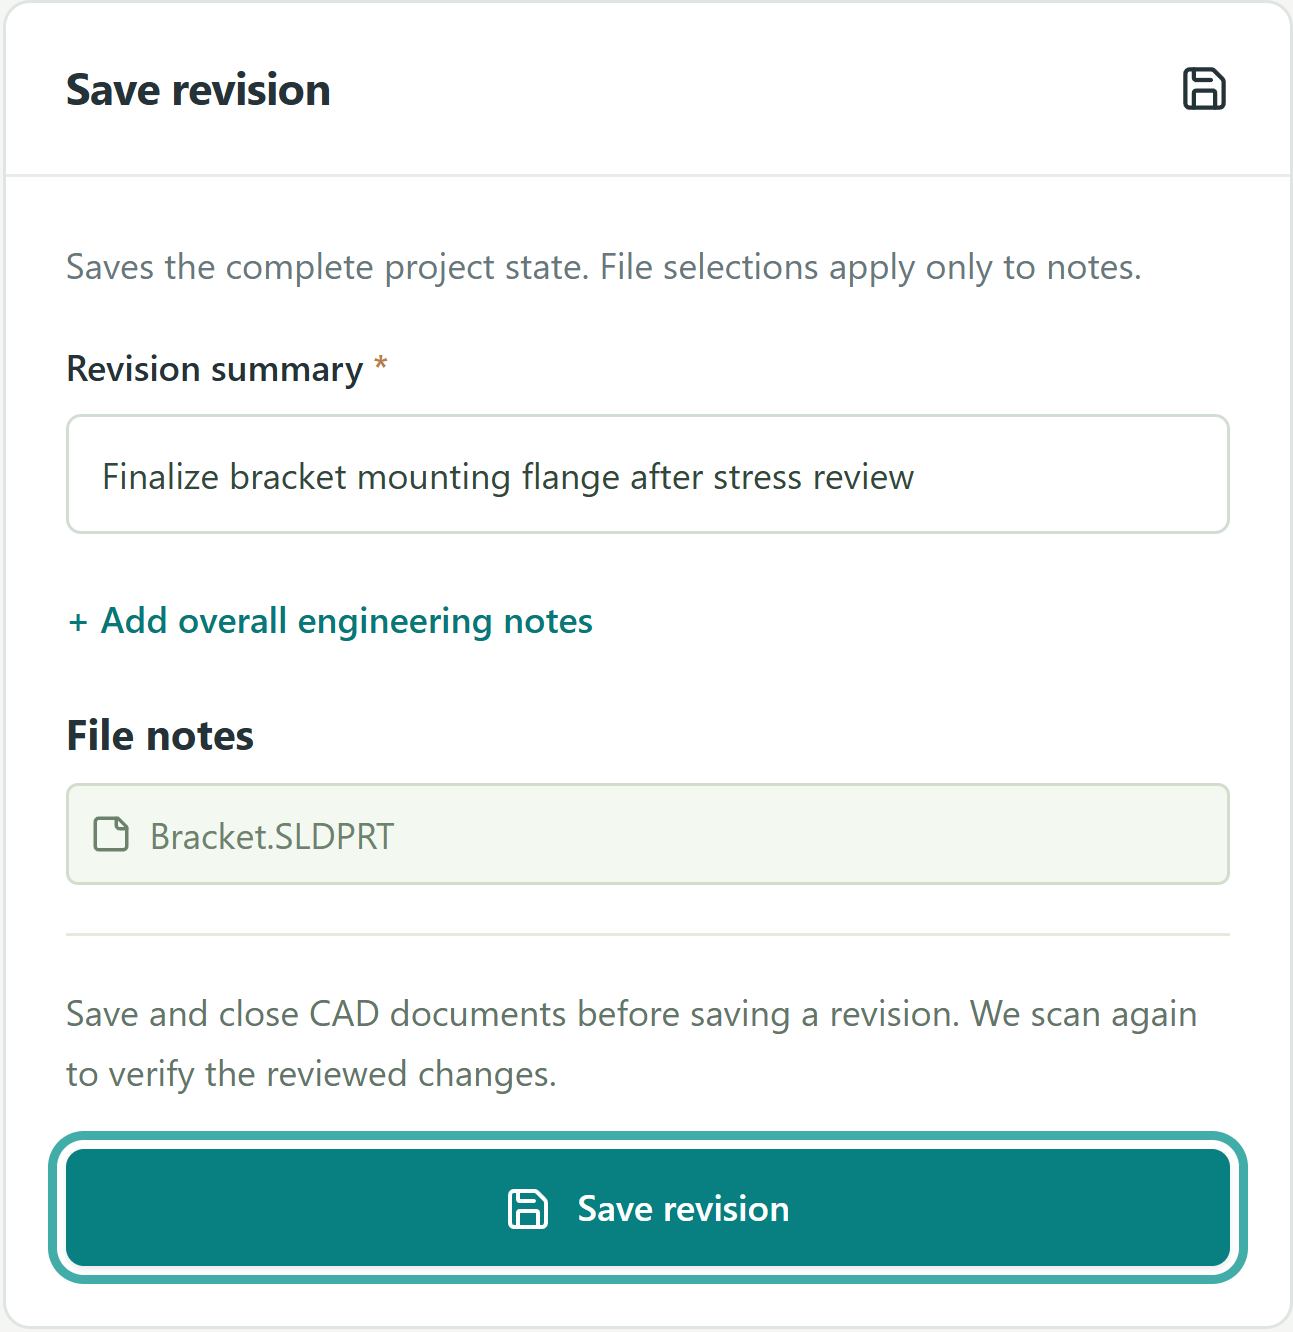 Save revision
Saves the complete project state. File selections apply only to notes.
Revision summary *
Finalize bracket mounting flange after stress review
+ Add overall engineering notes
File notes
Bracket.SLDPRT
Save and close CAD documents before saving a revision. We scan again
to verify the reviewed changes.
Save revision